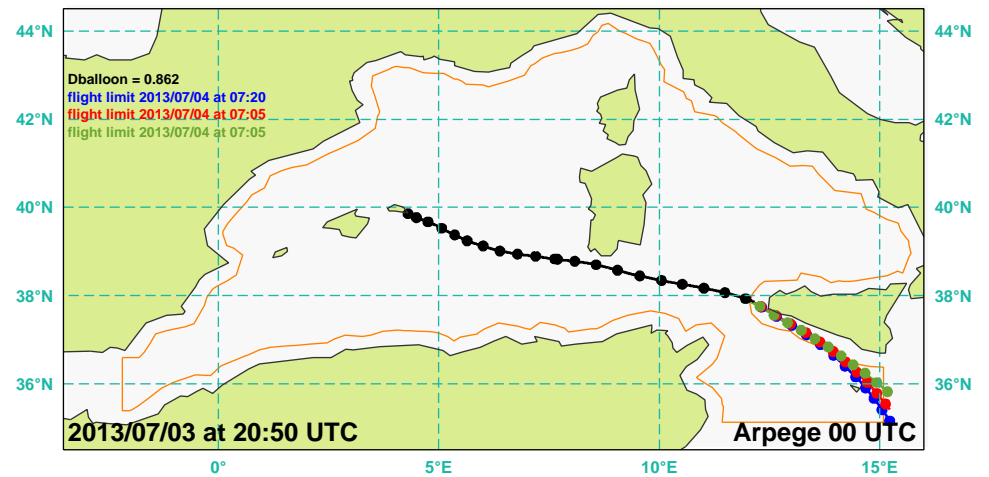 44°N 44°N
Dballoon = 0.862
flight limit 2013/07/04 at 07:20
flight limit 2013/07/04 at 07:05
flight limit 2013/07/04 at 07:05
42°N 42°N
40°N 40°N
38°N 38°N
36°N 36°N
2013/07/03 at 20:50 UTC Arpege 00 UTC
0° 5°E 10°E 15°E